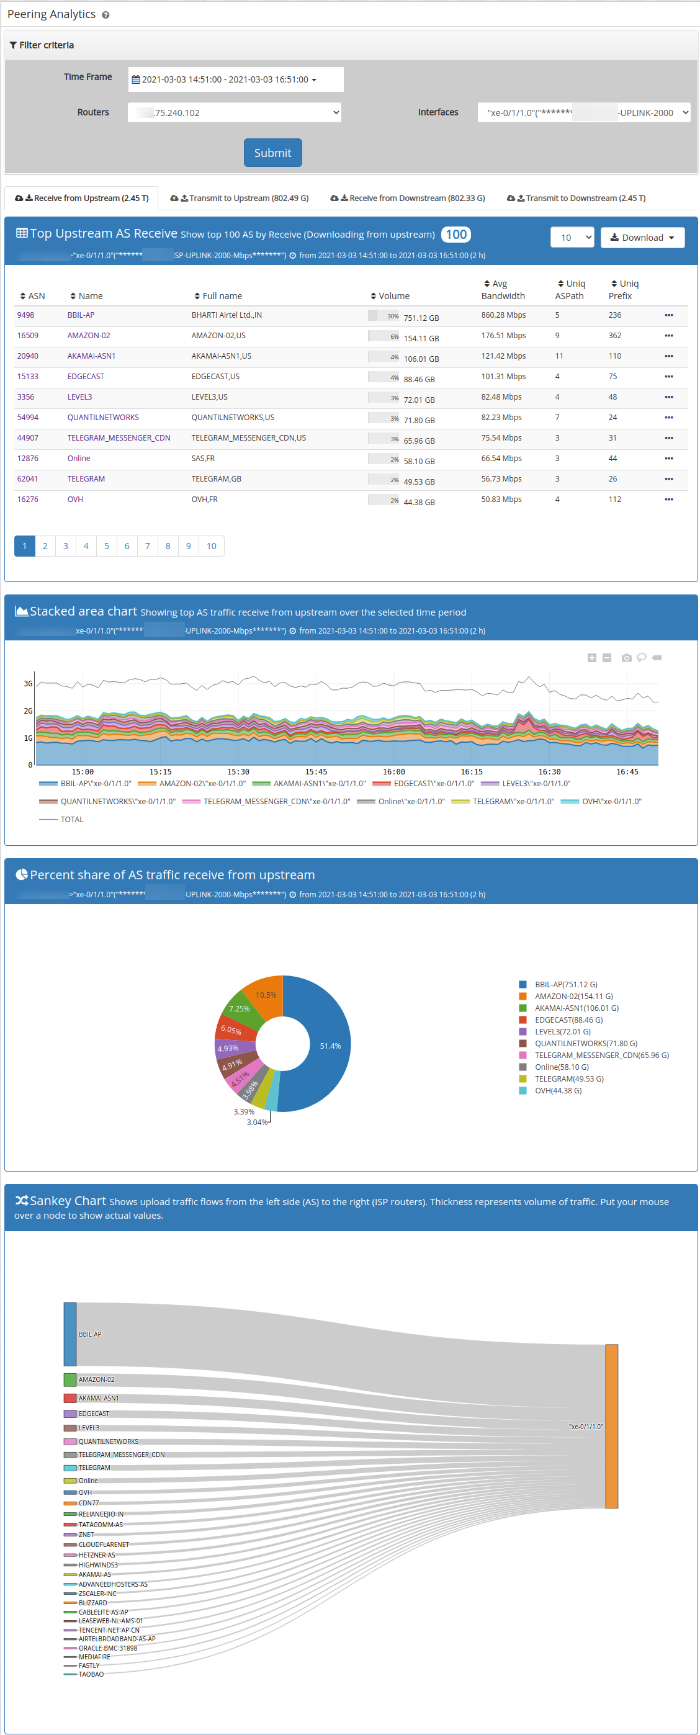 Peering Analytics
Filter criteria
Time Frame 2021-03-03 14:51:00 - 2021-03-03 16:51:00
Routers .75.240.102 Interfaces "xe-0/1/1.0"("****** -UPLINK-2000
Submit
Receive from Upstream (2.45 T) Transmit to Upstream (802.49 G) Receive from Downstream (802.33 G) Transmit to Downstream (2.45 T)
Top Upstream AS Receive Show top 100 AS by Receive (Downloading from upstream) 100
10 Download
-"xe-0/1/1.0"("****** SP-UPLINK-2000-Mbps*******") from 2021-03-03 14:51:00 to 2021-03-03 16:51:00 (2 h)
ASN Name Full name Volume Avg Bandwidth Uniq ASPath Uniq Prefix
9498 BBIL-AP BHARTI Airtel Ltd.,IN 30% 751.12 GB 860.28 Mbps 5 236
16509 AMAZON-02 AMAZON-02,US 6% 154.11 GB 176.51 Mbps 9 362
20940 AKAMAI-ASN1 AKAMAI-ASN1,US 4% 106.01 GB 121.42 Mbps 11 110
15133 EDGECAST EDGECAST,US 4% 88.46 GB 101.31 Mbps 4 75
3356 LEVEL3 LEVEL3,US 3% 72.01 GB 82.48 Mbps 4 48
54994 QUANTILNETWORKS QUANTILNETWORKS,US 3% 71.80 GB 82.23 Mbps 7 24
44907 TELEGRAM_MESSENGER_CDN TELEGRAM_MESSENGER_CDN,US 3% 65.96 GB 75.54 Mbps 3 31
12876 Online SAS,FR 2% 58.10 GB 66.54 Mbps 3 44
62041 TELEGRAM TELEGRAM,GB 2% 49.53 GB 56.73 Mbps 3 26
16276 OVH OVH,FR 2% 44.38 GB 50.83 Mbps 4 112
1 2 3 4 5 6 7 8 9 10
Stacked area chart Showing top AS traffic receive from upstream over the selected time period
xe-0/1/1.0"("****** -UPLINK-2000-Mbps*******") from 2021-03-03 14:51:00 to 2021-03-03 16:51:00 (2 h)
3G
2G
1G
0
15:00 15:15 15:30 15:45 16:00 16:15 16:30 16:45
BBIL-AP\"xe-0/1/1.0" AMAZON-02\"xe-0/1/1.0" AKAMAI-ASN1\"xe-0/1/1.0" EDGECAST\"xe-0/1/1.0" LEVEL3\"xe-0/1/1.0"
QUANTILNETWORKS\"xe-0/1/1.0" TELEGRAM_MESSENGER_CDN\"xe-0/1/1.0" Online\"xe-0/1/1.0" TELEGRAM\"xe-0/1/1.0" OVH\"xe-0/1/1.0"
TOTAL
Percent share of AS traffic receive from upstream
>"xe-0/1/1.0"("****** UPLINK-2000-Mbps*******") from 2021-03-03 14:51:00 to 2021-03-03 16:51:00 (2 h)
51.4%
10.5%
7.25%
6.05%
4.93%
4.91%
4.51%
3.98%
3.39%
3.04%
BBIL-AP(751.12 G)
AMAZON-02(154.11 G)
AKAMAI-ASN1(106.01 G)
EDGECAST(88.46 G)
LEVEL3(72.01 G)
QUANTILNETWORKS(71.80 G)
TELEGRAM_MESSENGER_CDN(65.96 G)
Online(58.10 G)
TELEGRAM(49.53 G)
OVH(44.38 G)
Sankey Chart Shows upload traffic flows from the left side (AS) to the right (ISP routers). Thickness represents volume of traffic. Put your mouse
over a node to show actual values.
BBIL-AP
AMAZON-02
AKAMAI-ASN1
EDGECAST
LEVEL3
"xe-0/1/1.0"
QUANTILNETWORKS
TELEGRAM_MESSENGER_CDN
TELEGRAM
Online
OVH
CDN77
RELIANCEJIO-IN
TATACOMM-AS
ZNET
CLOUDFLARENET
HETZNER-AS
HIGHWINDS3
AKAMAI-AS
ADVANCEDHOSTERS-AS
ZSCALER-INC
BLIZZARD
CABLELITE-AS-AP
LEASEWEB-NL-AMS-01
TENCENT-NET-AP-CN
AIRTELBROADBAND-AS-AP
ORACLE-BMC-31898
MEDIAFIRE
FASTLY
TAOBAO